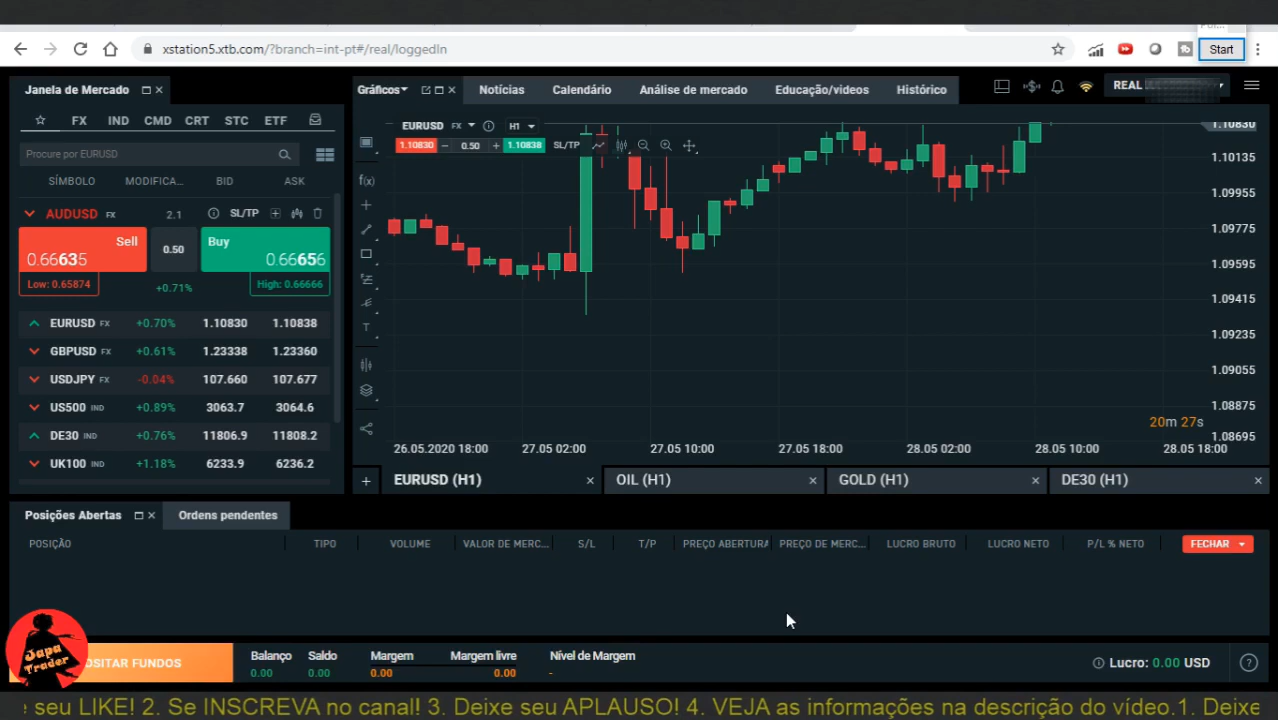 xstation5.xtb.com/?branch=int-pt#/real/loggedIn
Start
Janela de Mercado
Gráficos
Notícias
Calendário
Análise de mercado
Educação/videos
Histórico
REAL
FX IND CMD CRT STC ETF
EURUSD FX H1
1.10830 0.50 1.10838 SL/TP
Procure por EURUSD
SÍMBOLO MODIFICA... BID ASK
AUDUSD FX 2.1 SL/TP
Sell
0.66635
0.50
Buy
0.66656
Low: 0.65874
+0.71%
High: 0.66666
EURUSD FX +0.70% 1.10830 1.10838
GBPUSD FX +0.61% 1.23338 1.23360
USDJPY FX -0.04% 107.660 107.677
US500 IND +0.89% 3063.7 3064.6
DE30 IND +0.76% 11806.9 11808.2
UK100 IND +1.18% 6233.9 6236.2
f(x)
T
1.10830
1.10135
1.09955
1.09775
1.09595
1.09415
1.09235
1.09055
1.08875
1.08695
20m 27s
26.05.2020 18:00 27.05 02:00 27.05 10:00 27.05 18:00 28.05 02:00 28.05 10:00 28.05 18:00
EURUSD (H1) OIL (H1) GOLD (H1) DE30 (H1)
Posições Abertas
Ordens pendentes
POSIÇÃO TIPO VOLUME VALOR DE MERC... S/L T/P PREÇO ABERTURA PREÇO DE MERC... LUCRO BRUTO LUCRO NETO P/L % NETO FECHAR
Japa
Trader
OSITAR FUNDOS
Balanço Saldo Margem Margem livre Nível de Margem
0.00 0.00 0.00 0.00 -
Lucro: 0.00 USD
seu LIKE! 2. Se INSCREVA no canal! 3. Deixe seu APLAUSO! 4. VEJA as informações na descrição do vídeo.1. Deixe